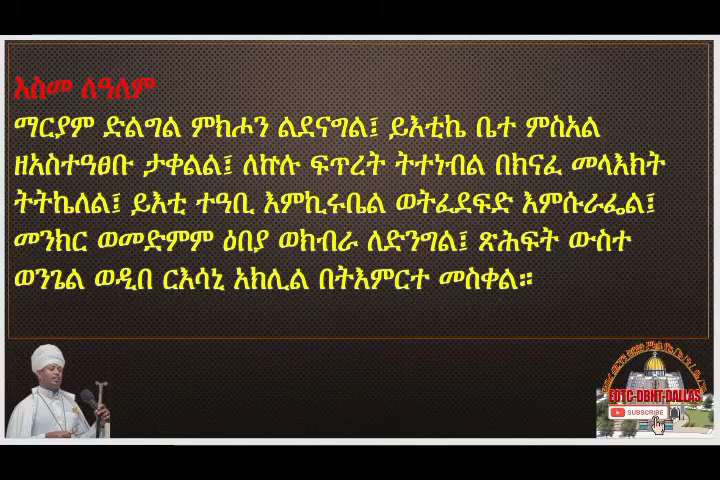 እስመ ለዓለም
ማርያም ድልግል ምክሖን ልደናግል፤ ይእቲኬ ቤተ ምስአል
ዘአስተዓፀቡ ታቀልል፤ ለኵሉ ፍጥረት ትተነብል በክናፈ መላእክት
ትትኬለል፤ ይእቲ ተዓቢ እምኪሩቤል ወትፈደፍድ እምሱራፌል፤
መንክር ወመድምም ዕበያ ወክብራ ለድንግል፤ ጽሕፍት ውስተ
ወንጌል ወዲበ ርእሳኒ አክሊል በትእምርተ መስቀል።
EOTC-DBHT-DALLAS
SUBSCRIBE